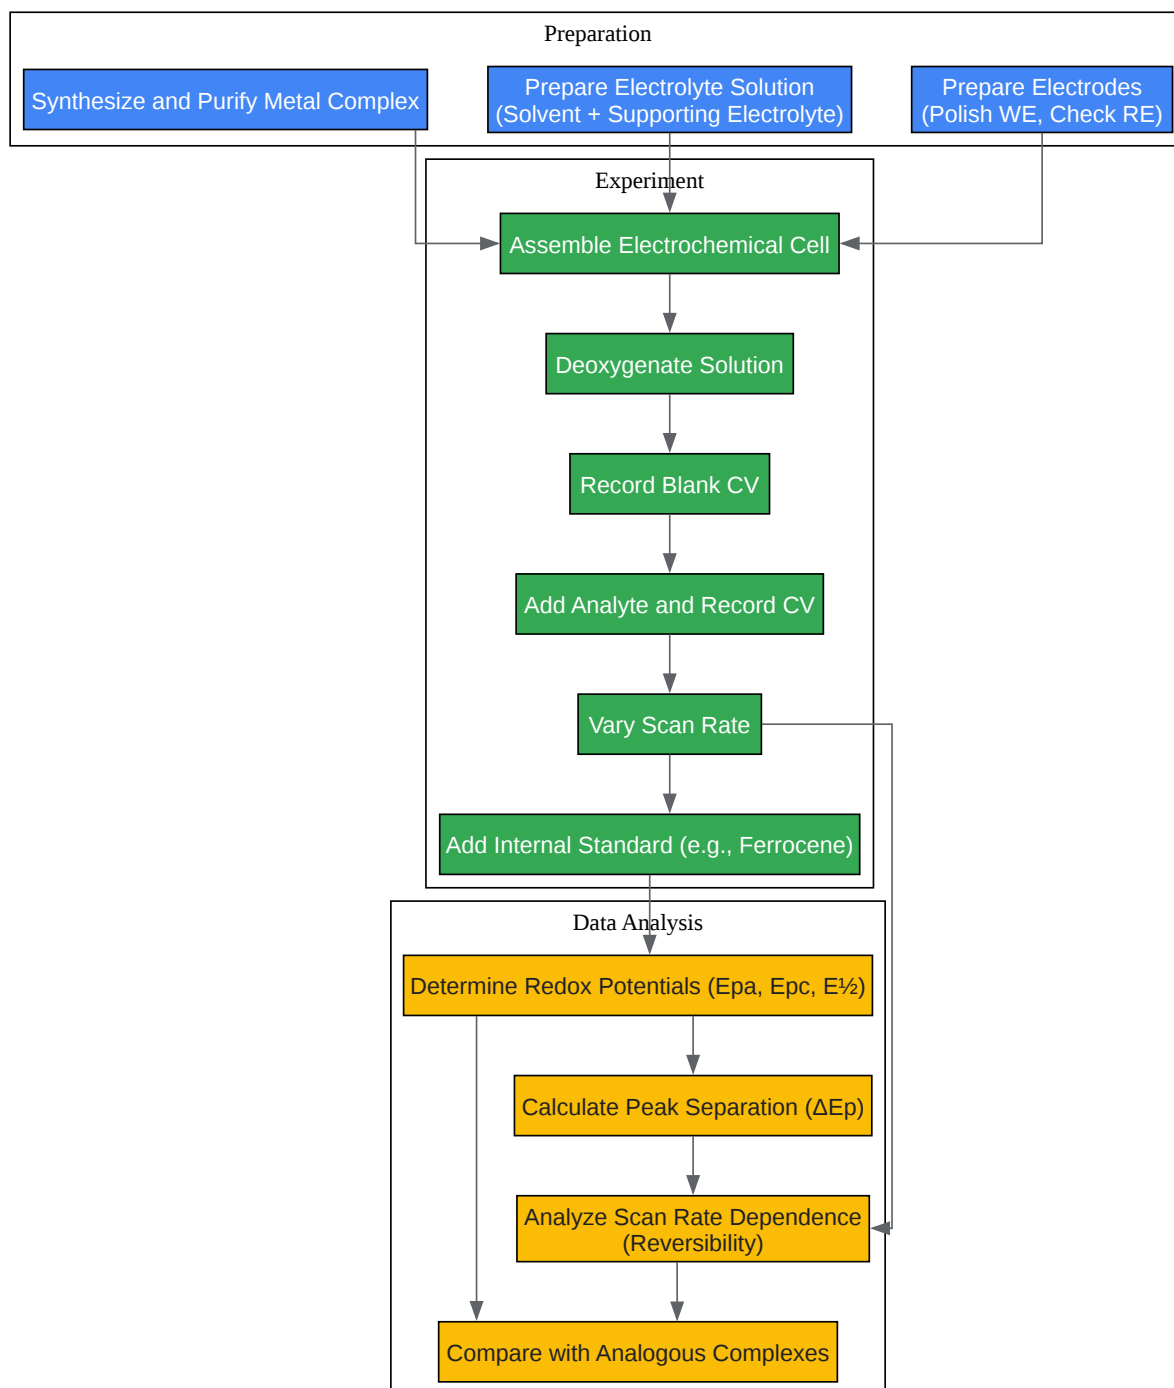 Preparation
Synthesize and Purify Metal Complex
Prepare Electrolyte Solution
(Solvent + Supporting Electrolyte)
Prepare Electrodes
(Polish WE, Check RE)
Experiment
Assemble Electrochemical Cell
Deoxygenate Solution
Record Blank CV
Add Analyte and Record CV
Vary Scan Rate
Add Internal Standard (e.g., Ferrocene)
Data Analysis
Determine Redox Potentials (Epa, Epc, E½)
Calculate Peak Separation (ΔEp)
Analyze Scan Rate Dependence
(Reversibility)
Compare with Analogous Complexes